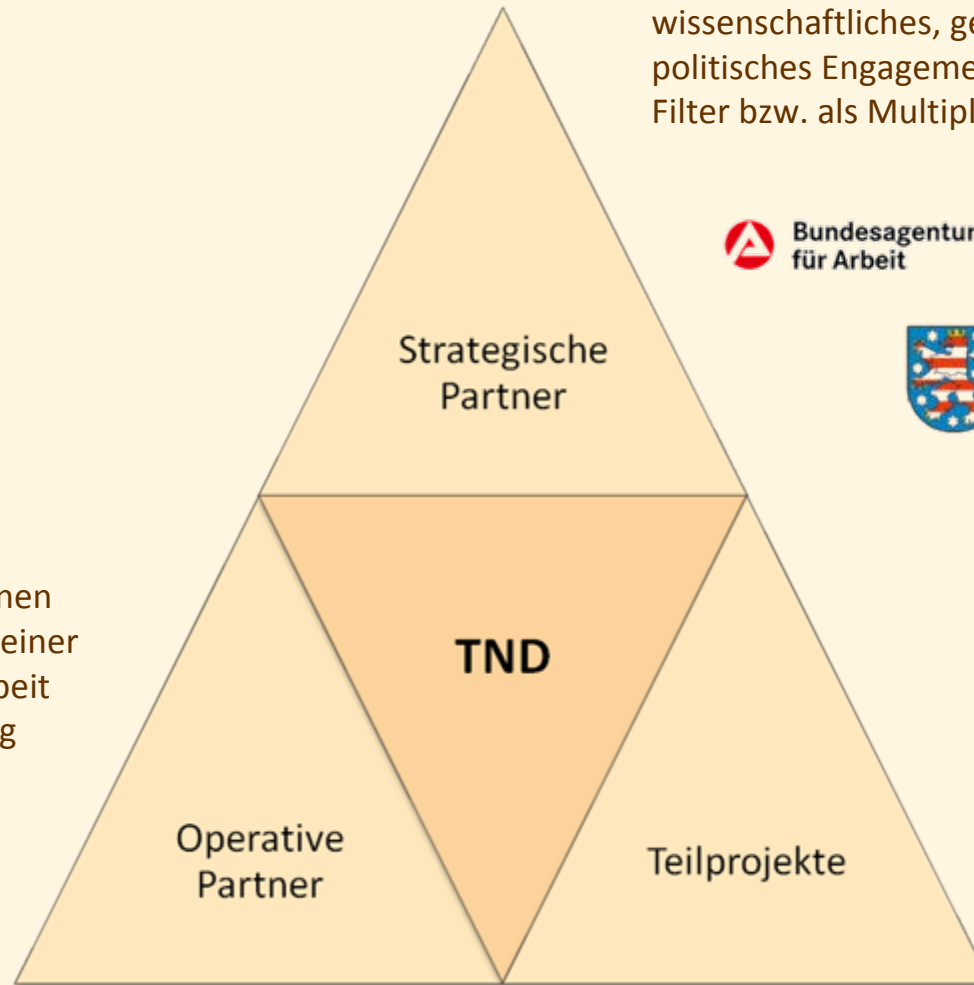 wissenschaftliches, ge
politisches Engageme
Filter bzw. als Multipl
Bundesagentur
für Arbeit
Strategische
Partner
nen
einer
beit
g
TND
Operative
Partner
Teilprojekte